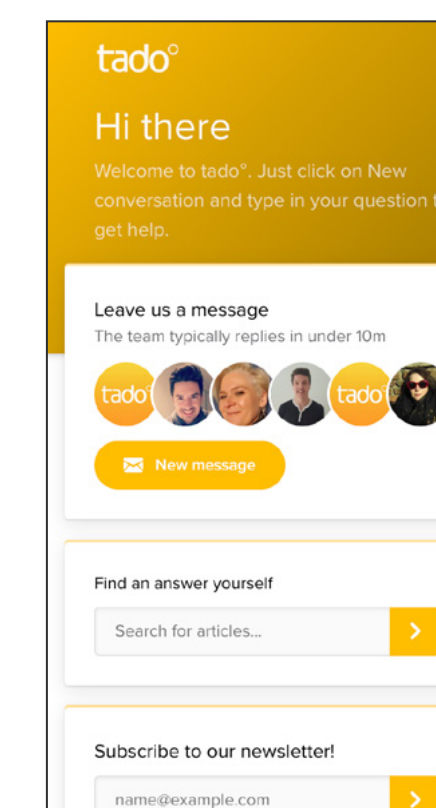 tado°
Hi there
Welcome to tado°. Just click on New
conversation and type in your question
get help.
Leave us a message
The team typically replies in under 10m
tado° tado°
New message
Find an answer yourself
Search for articles...
Subscribe to our newsletter!
name@example.com